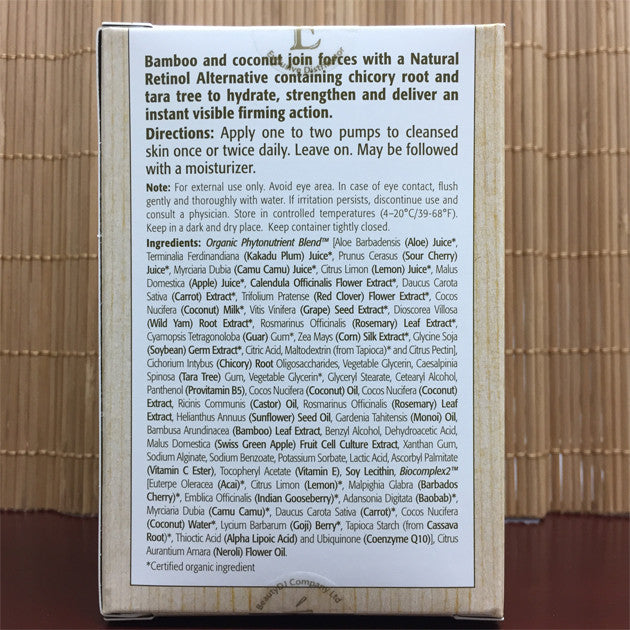 E
Exclusive Distributor
Bamboo and coconut join forces with a Natural
Retinol Alternative containing chicory root and
tara tree to hydrate, strengthen and deliver an
instant visible firming action.
Directions: Apply one to two pumps to cleansed
skin once or twice daily. Leave on. May be followed
with a moisturizer.
Note: For external use only. Avoid eye area. In case of eye contact, flush
gently and thoroughly with water. If irritation persists, discontinue use and
consult a physician. Store in controlled temperatures (4–20°C/39-68°F).
Keep in a dark and dry place. Keep container tightly closed.
Ingredients: Organic Phytonutrient Blend™ [Aloe Barbadensis (Aloe) Juice*,
Terminalia Ferdinandiana (Kakadu Plum) Juice*, Prunus Cerasus (Sour Cherry)
Juice*, Myrciaria Dubia (Camu Camu) Juice*, Citrus Limon (Lemon) Juice*, Malus
Domestica (Apple) Juice*, Calendula Officinalis Flower Extract*, Daucus Carota
Sativa (Carrot) Extract*, Trifolium Pratense (Red Clover) Flower Extract*, Cocos
Nucifera (Coconut) Milk*, Vitis Vinifera (Grape) Seed Extract*, Dioscorea Villosa
(Wild Yam) Root Extract*, Rosmarinus Officinalis (Rosemary) Leaf Extract*,
Cyamopsis Tetragonoloba (Guar) Gum*, Zea Mays (Corn) Silk Extract*, Glycine Soja
(Soybean) Germ Extract*, Citric Acid, Maltodextrin (from Tapioca)* and Citrus Pectin],
Cichorium Intybus (Chicory) Root Oligosaccharides, Vegetable Glycerin, Caesalpinia
Spinosa (Tara Tree) Gum, Vegetable Glycerin*, Glyceryl Stearate, Cetearyl Alcohol,
Panthenol (Provitamin B5), Cocos Nucifera (Coconut) Oil, Cocos Nucifera (Coconut)
Extract, Ricinis Communis (Castor) Oil, Rosmarinus Officinalis (Rosemary) Leaf
Extract, Helianthus Annuus (Sunflower) Seed Oil, Gardenia Tahitensis (Monoi) Oil,
Bambusa Arundinacea (Bamboo) Leaf Extract, Benzyl Alcohol, Dehydroacetic Acid,
Malus Domestica (Swiss Green Apple) Fruit Cell Culture Extract, Xanthan Gum,
Sodium Alginate, Sodium Benzoate, Potassium Sorbate, Lactic Acid, Ascorbyl Palmitate
(Vitamin C Ester), Tocopheryl Acetate (Vitamin E), Soy Lecithin, Biocomplex2™
[Euterpe Oleracea (Acai)*, Citrus Limon (Lemon)*, Malpighia Glabra (Barbados
Cherry)*, Emblica Officinalis (Indian Gooseberry)*, Adansonia Digitata (Baobab)*,
Myrciaria Dubia (Camu Camu)*, Daucus Carota Sativa (Carrot)*, Cocos Nucifera
(Coconut) Water*, Lycium Barbarum (Goji) Berry*, Tapioca Starch (from Cassava
Root)*, Thioctic Acid (Alpha Lipoic Acid) and Ubiquinone (Coenzyme Q10)], Citrus
Aurantium Amara (Neroli) Flower Oil.
*Certified organic ingredient
BeautyDJ Company Ltd